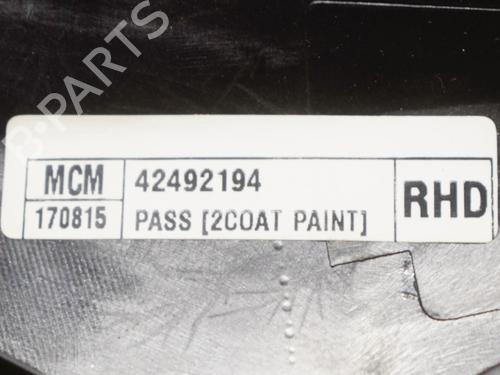 B-PARTS
MCM 42492194 RHD
170815 PASS [2COAT PAINT]